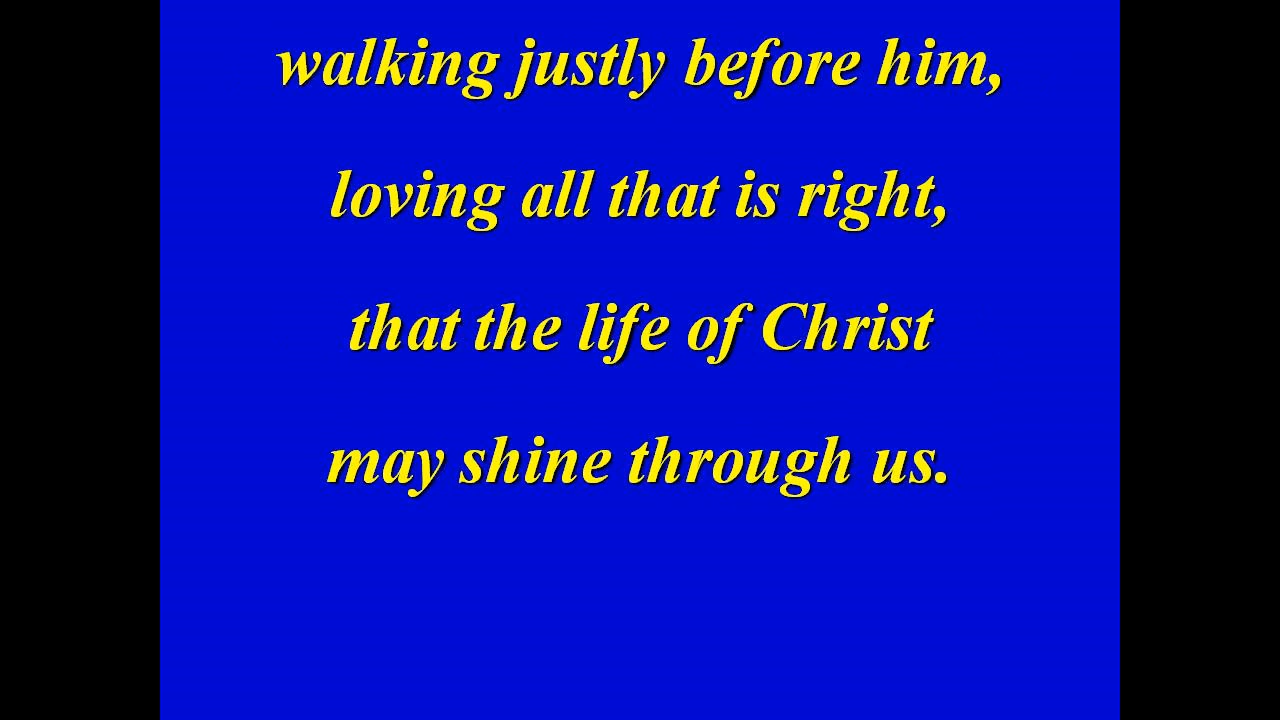 walking justly before him,
loving all that is right,
that the life of Christ
may shine through us.